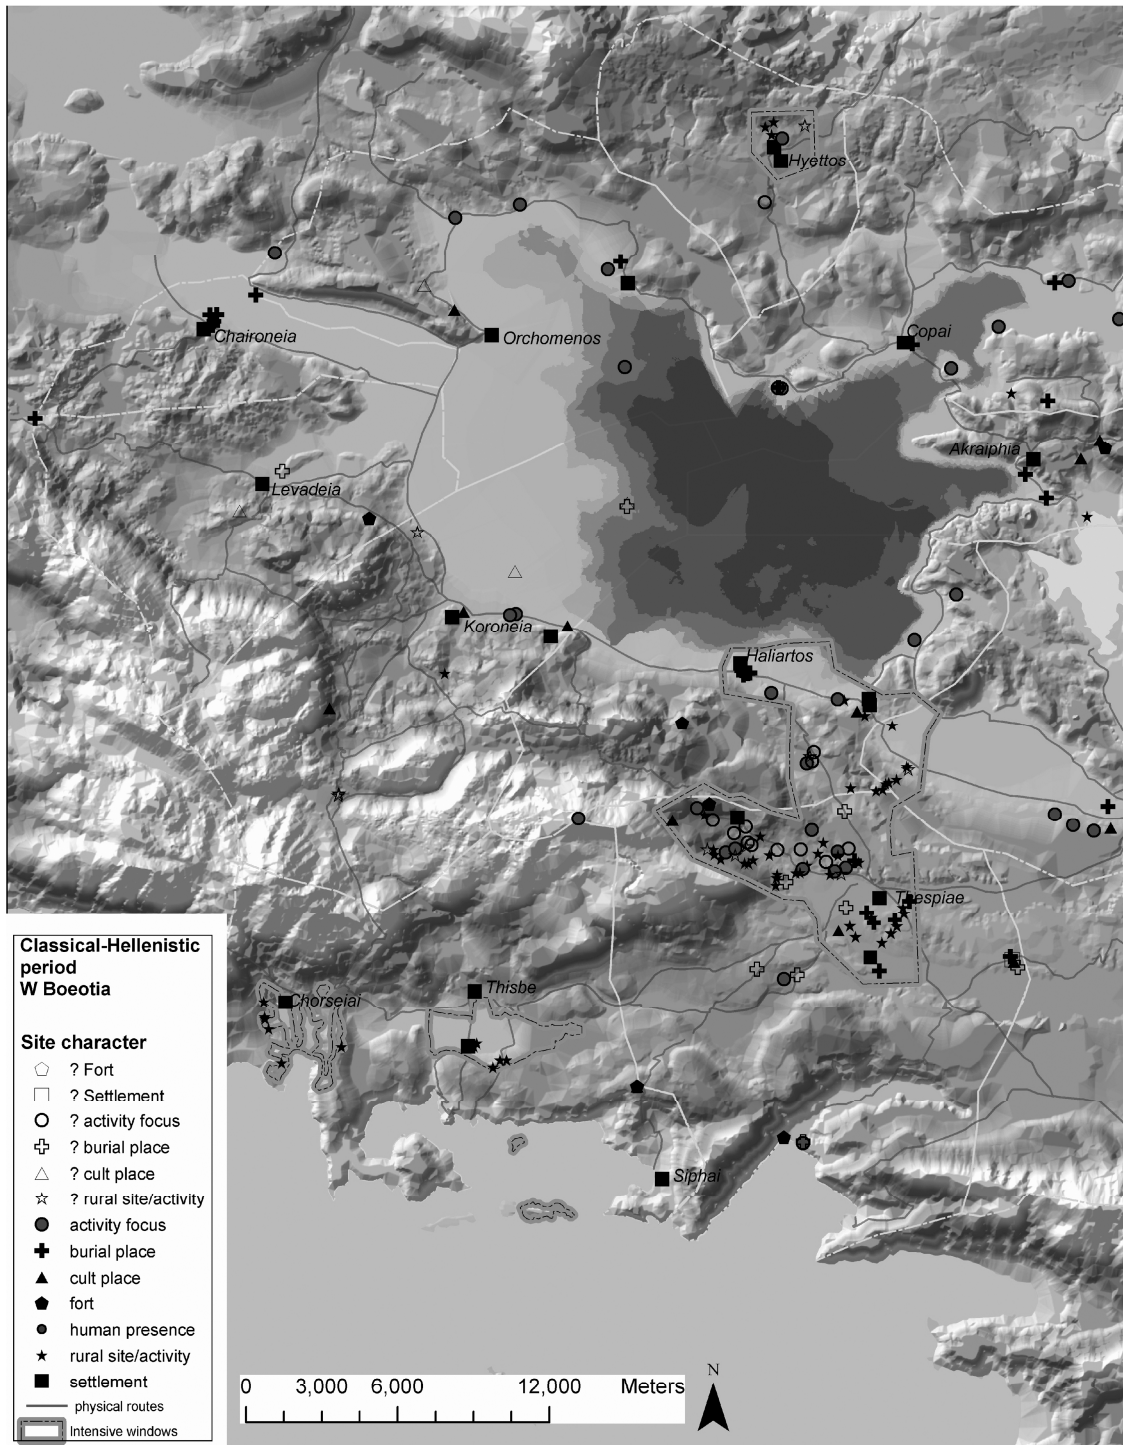 Hyettos
Chaironeia
Orchomenos
Copai
Akraiphia
Levadeia
Koroneia
Haliartos
Thespiae
Thisbe
Chorseiai
Siphai
Classical-Hellenistic
period
W Boeotia
Site character
? Fort
? Settlement
? activity focus
? burial place
? cult place
? rural site/activity
activity focus
burial place
cult place
fort
human presence
rural site/activity
settlement
physical routes
Intensive windows
0 3,000 6,000 12,000 Meters
N